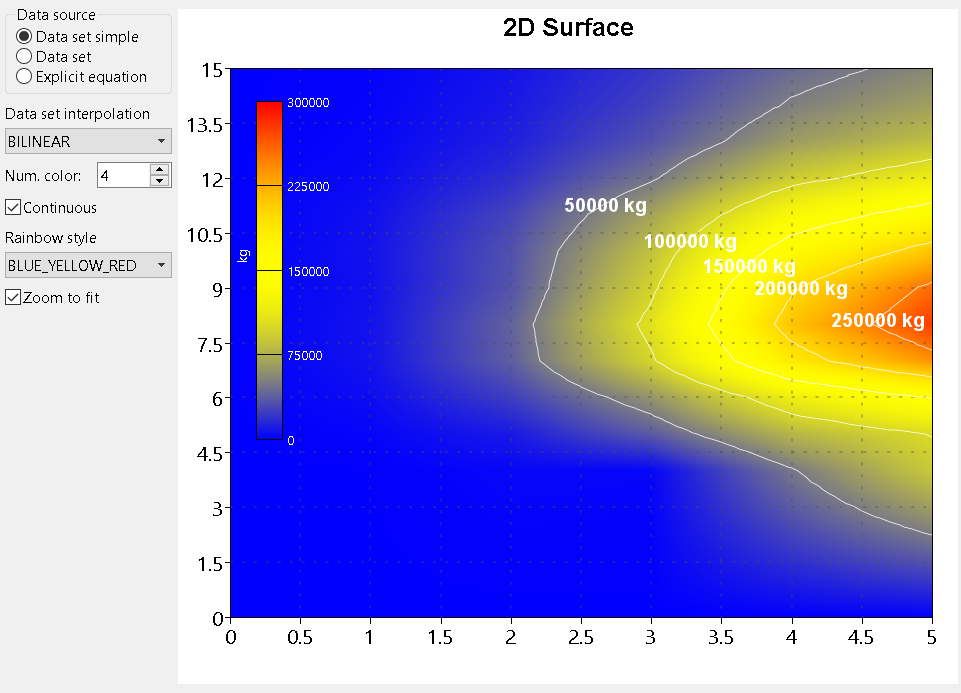 Data source
Data set simple
Data set
Explicit equation
Data set interpolation
BILINEAR
Num. color: 4
Continuous
Rainbow style
BLUE_YELLOW_RED
Zoom to fit
2D Surface
15
13.5
12
10.5
9
7.5
6
4.5
3
1.5
0
300000
225000
150000
75000
0
kg
50000 kg
100000 kg
150000 kg
200000 kg
250000 kg
0 0.5 1 1.5 2 2.5 3 3.5 4 4.5 5